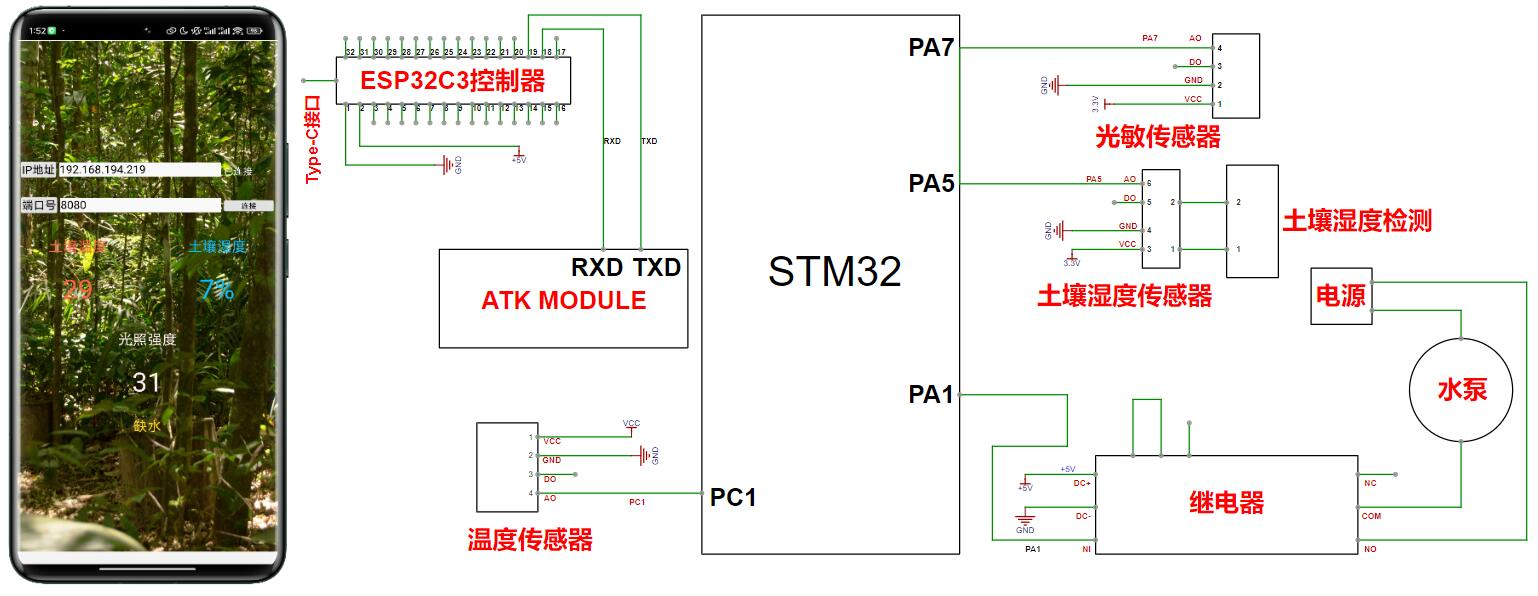 1:52
IP地址 192.168.194.219 已连接
端口号 8080 连接
土壤温度 土壤湿度
29 7%
光照强度
31
缺水
32 31 30 29 28 27 26 25 24 23 22 21 20 19 18 17
ESP32C3控制器
1 2 3 4 5 6 7 8 9 10 11 12 13 14 15 16
Type-C接口
GND
+5V
RXD
TXD
RXD TXD
ATK MODULE
1 VCC VCC
2 GND GND
3 DO
4 AO PC1
温度传感器
STM32
PA7
PA5
PA1
PC1
PA7 AO 4
DO 3
GND GND 2
3.3V VCC 1
光敏传感器
PA5 AO 6
DO 5 2 2
GND GND 4
3.3V VCC 3 1 1
土壤湿度检测
土壤湿度传感器
电源
水泵
+5V
+5V DC+ NC
继电器
GND DC- COM
PA1 NI NO